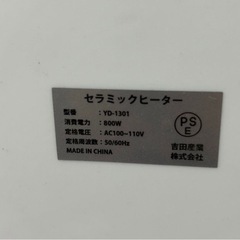 セラミックヒーター
型番　　　：YD-1301
消費電力：800W
定格電圧：AC100~110V
定格周波数：50/60Hz
MADE IN CHINA
PS
E
吉田産業
株式会社